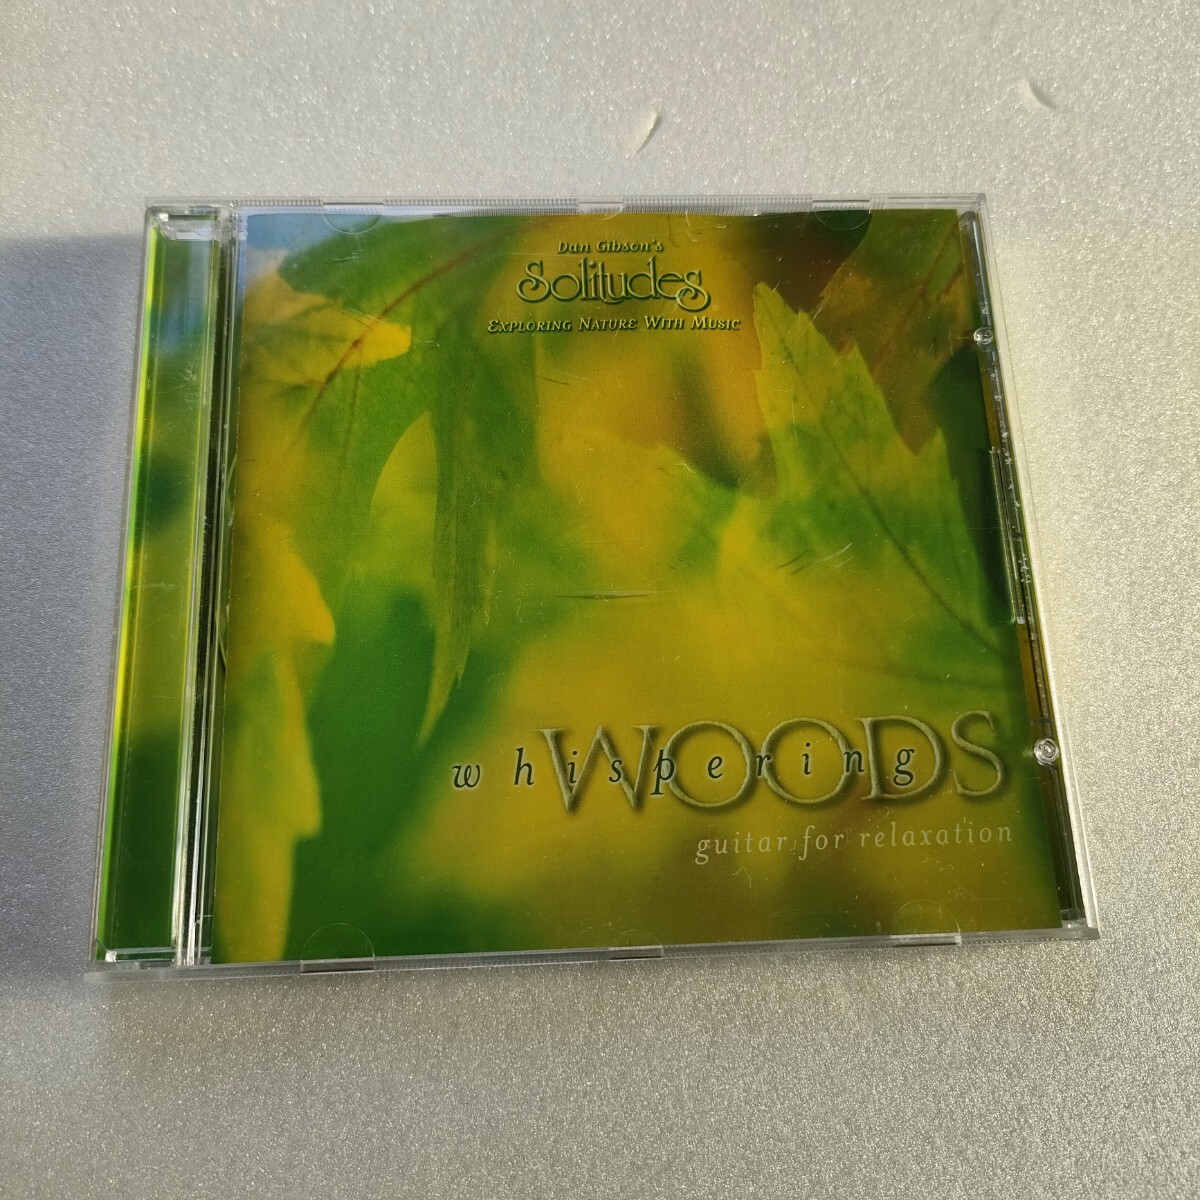 Dan Gibson's
Solitudes
Exploring Nature With Music
whispering
WOODS
guitar for relaxation